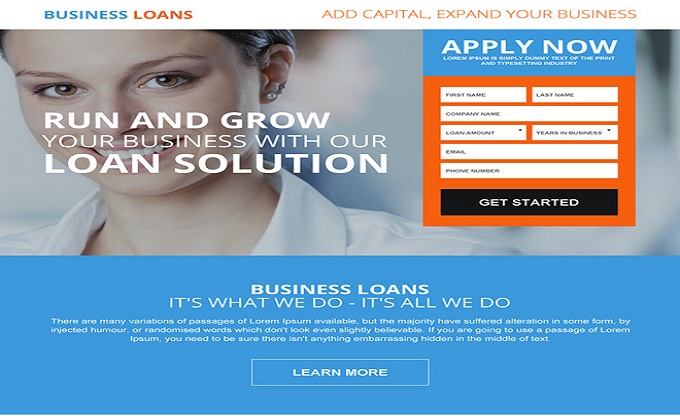 BUSINESS LOANS
ADD CAPITAL, EXPAND YOUR BUSINESS
RUN AND GROW
YOUR BUSINESS WITH OUR
LOAN SOLUTION
APPLY NOW
LOREM IPSUM IS SIMPLY DUMMY TEXT OF THE PRINT
AND TYPESETTING INDUSTRY
FIRST NAME
LAST NAME
COMPANY NAME
LOAN AMOUNT
YEARS IN BUSINESS
EMAIL
PHONE NUMBER
GET STARTED
BUSINESS LOANS
IT'S WHAT WE DO - IT'S ALL WE DO
There are many variations of passages of Lorem Ipsum available, but the majority have suffered alteration in some form, by
injected humour, or randomised words which don't look even slightly believable. If you are going to use a passage of Lorem
Ipsum, you need to be sure there isn't anything embarrassing hidden in the middle of text.
LEARN MORE